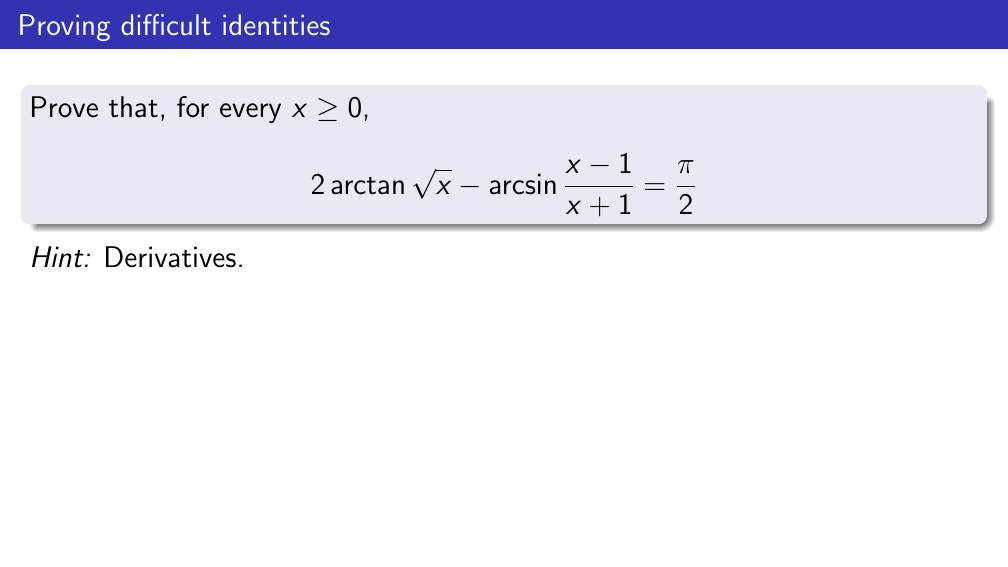 Proving difficult identities
Prove that, for every x ≥ 0,
2 arctan √x − arcsin (x − 1)/(x + 1) = π/2
Hint: Derivatives.